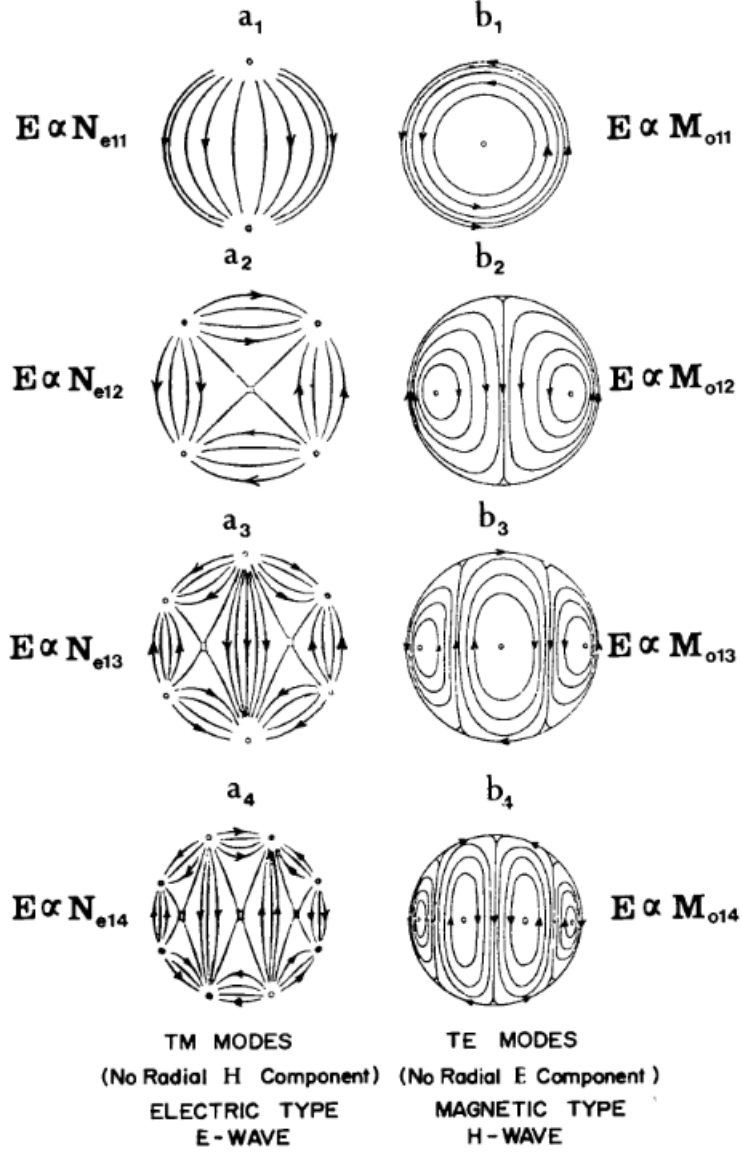 a₁ b₁
E ∝ Nₑ₁₁ E ∝ Mₒ₁₁
a₂ b₂
E ∝ Nₑ₁₂ E ∝ Mₒ₁₂
a₃ b₃
E ∝ Nₑ₁₃ E ∝ Mₒ₁₃
a₄ b₄
E ∝ Nₑ₁₄ E ∝ Mₒ₁₄
TM MODES TE MODES
(No Radial H Component) (No Radial E Component)
ELECTRIC TYPE MAGNETIC TYPE
E-WAVE H-WAVE